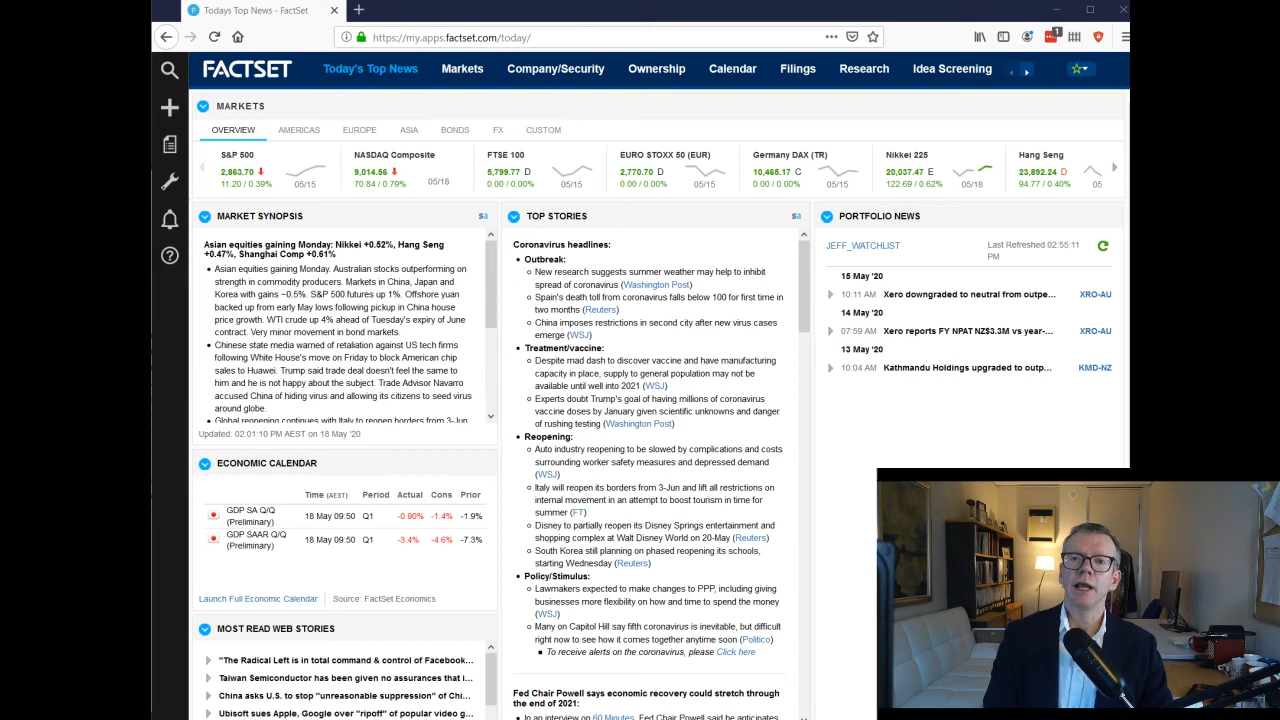 Todays Top News - FactSet
https://my.apps.factset.com/today/
1
FACTSET
Today's Top News
Markets
Company/Security
Ownership
Calendar
Filings
Research
Idea Screening
MARKETS
OVERVIEW
AMERICAS
EUROPE
ASIA
BONDS
FX
CUSTOM
S&P 500
2,863.70
11.20 / 0.39%
05/15
NASDAQ Composite
9,014.56
70.84 / 0.79%
05/18
FTSE 100
5,799.77 D
0.00 / 0.00%
05/15
EURO STOXX 50 (EUR)
2,770.70 D
0.00 / 0.00%
05/15
Germany DAX (TR)
10,465.17 C
0.00 / 0.00%
05/15
Nikkei 225
20,037.47 E
122.69 / 0.62%
05/18
Hang Seng
23,892.24 D
94.77 / 0.40%
05
MARKET SYNOPSIS
sa
Asian equities gaining Monday: Nikkei +0.52%, Hang Seng
+0.47%, Shanghai Comp +0.61%
Asian equities gaining Monday. Australian stocks outperforming on
strength in commodity producers. Markets in China, Japan and
Korea with gains ~0.5%. S&P 500 futures up 1%. Offshore yuan
backed up from early May lows following pickup in China house
price growth. WTI crude up 4% ahead of Tuesday's expiry of June
contract. Very minor movement in bond markets.
Chinese state media warned of retaliation against US tech firms
following White House's move on Friday to block American chip
sales to Huawei. Trump said trade deal doesn't feel the same to
him and he is not happy about the subject. Trade Advisor Navarro
accused China of hiding virus and allowing its citizens to seed virus
around globe.
Global reopening continues with Italy to reopen borders from 3-Jun
Updated: 02:01:10 PM AEST on 18 May '20
ECONOMIC CALENDAR
Time (AEST) Period Actual Cons Prior
GDP SA Q/Q
(Preliminary)
18 May 09:50 Q1 -0.90% -1.4% -1.9%
GDP SAAR Q/Q
(Preliminary)
18 May 09:50 Q1 -3.4% -4.6% -7.3%
Launch Full Economic Calendar
Source: FactSet Economics
MOST READ WEB STORIES
"The Radical Left is in total command & control of Facebook...
Taiwan Semiconductor has been given no assurances that i...
China asks U.S. to stop "unreasonable suppression" of Chi...
Ubisoft sues Apple, Google over "ripoff" of popular video g...
TOP STORIES
sa
Coronavirus headlines:
Outbreak:
New research suggests summer weather may help to inhibit
spread of coronavirus (Washington Post)
Spain's death toll from coronavirus falls below 100 for first time in
two months (Reuters)
China imposes restrictions in second city after new virus cases
emerge (WSJ)
Treatment/vaccine:
Despite mad dash to discover vaccine and have manufacturing
capacity in place, supply to general population may not be
available until well into 2021 (WSJ)
Experts doubt Trump's goal of having millions of coronavirus
vaccine doses by January given scientific unknowns and danger
of rushing testing (Washington Post)
Reopening:
Auto industry reopening to be slowed by complications and costs
surrounding worker safety measures and depressed demand
(WSJ)
Italy will reopen its borders from 3-Jun and lift all restrictions on
internal movement in an attempt to boost tourism in time for
summer (FT)
Disney to partially reopen its Disney Springs entertainment and
shopping complex at Walt Disney World on 20-May (Reuters)
South Korea still planning on phased reopening its schools,
starting Wednesday (Reuters)
Policy/Stimulus:
Lawmakers expected to make changes to PPP, including giving
businesses more flexibility on how and time to spend the money
(WSJ)
Many on Capitol Hill say fifth coronavirus is inevitable, but difficult
right now to see how it comes together anytime soon (Politico)
To receive alerts on the coronavirus, please Click here
Fed Chair Powell says economic recovery could stretch through
the end of 2021:
In an interview on 60 Minutes, Fed Chair Powell said he anticipates
PORTFOLIO NEWS
JEFF_WATCHLIST
Last Refreshed 02:55:11
PM
15 May '20
10:11 AM Xero downgraded to neutral from outpe... XRO-AU
14 May '20
07:59 AM Xero reports FY NPAT NZ$3.3M vs year-... XRO-AU
13 May '20
10:04 AM Kathmandu Holdings upgraded to outp... KMD-NZ